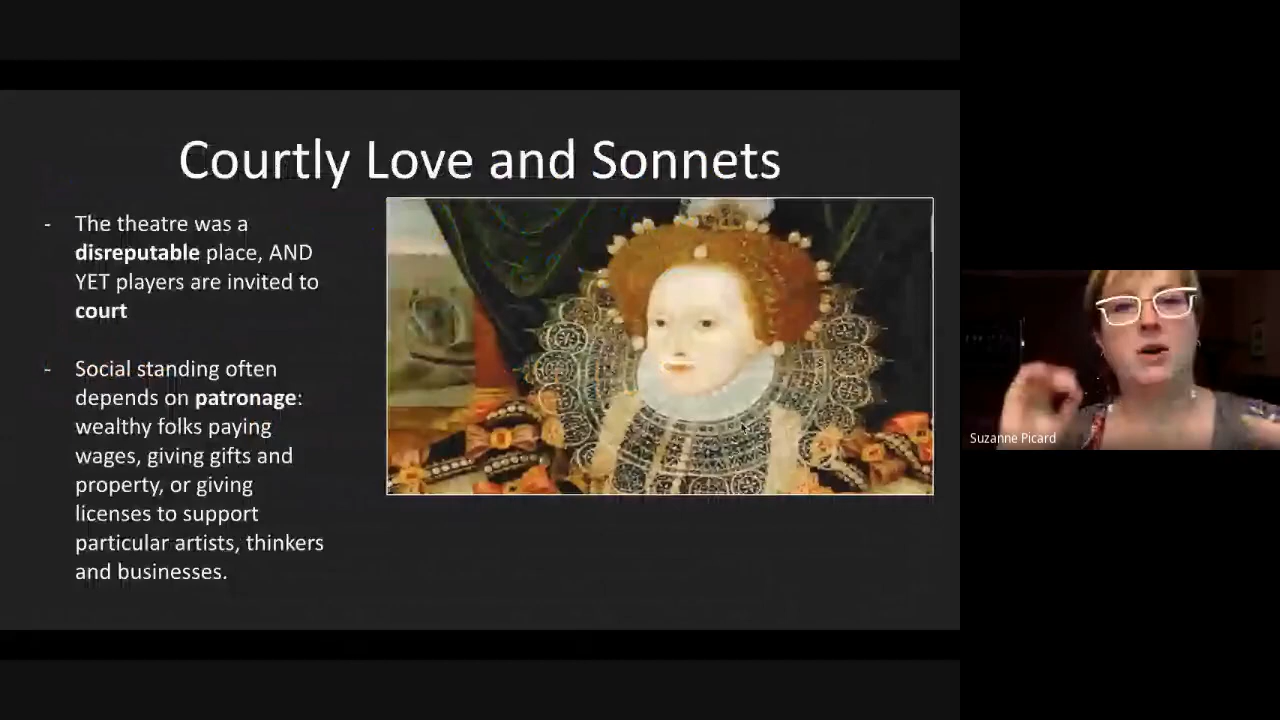 Courtly Love and Sonnets
- The theatre was a
disreputable place, AND
YET players are invited to
court
- Social standing often
depends on patronage:
wealthy folks paying
wages, giving gifts and
property, or giving
licenses to support
particular artists, thinkers
and businesses.
Suzanne Picard